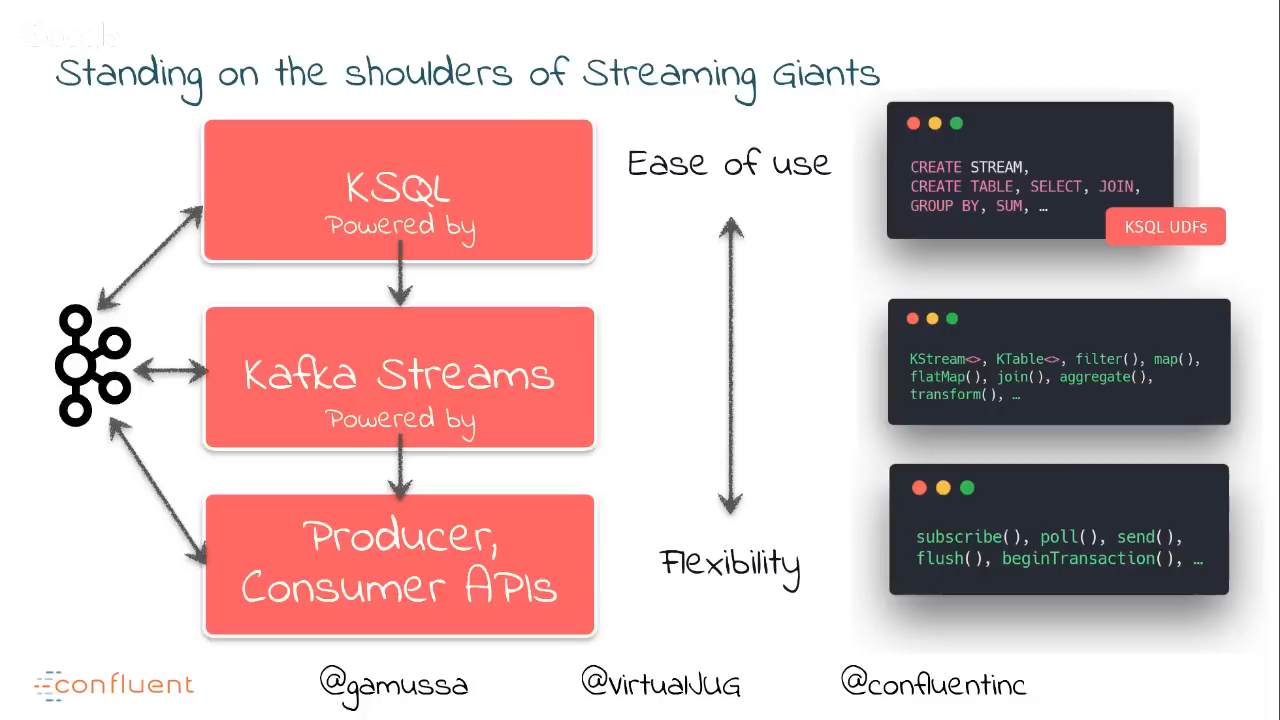 Standing on the shoulders of Streaming Giants
KSQL
Powered by
Kafka Streams
Powered by
Producer,
Consumer APIs
Ease of use
Flexibility
CREATE STREAM,
CREATE TABLE, SELECT, JOIN,
GROUP BY, SUM, …
KSQL UDFs
KStream<>, KTable<>, filter(), map(),
flatMap(), join(), aggregate(),
transform(), …
subscribe(), poll(), send(),
flush(), beginTransaction(), …
confluent
@gamussa
@virtualJUG
@confluentinc